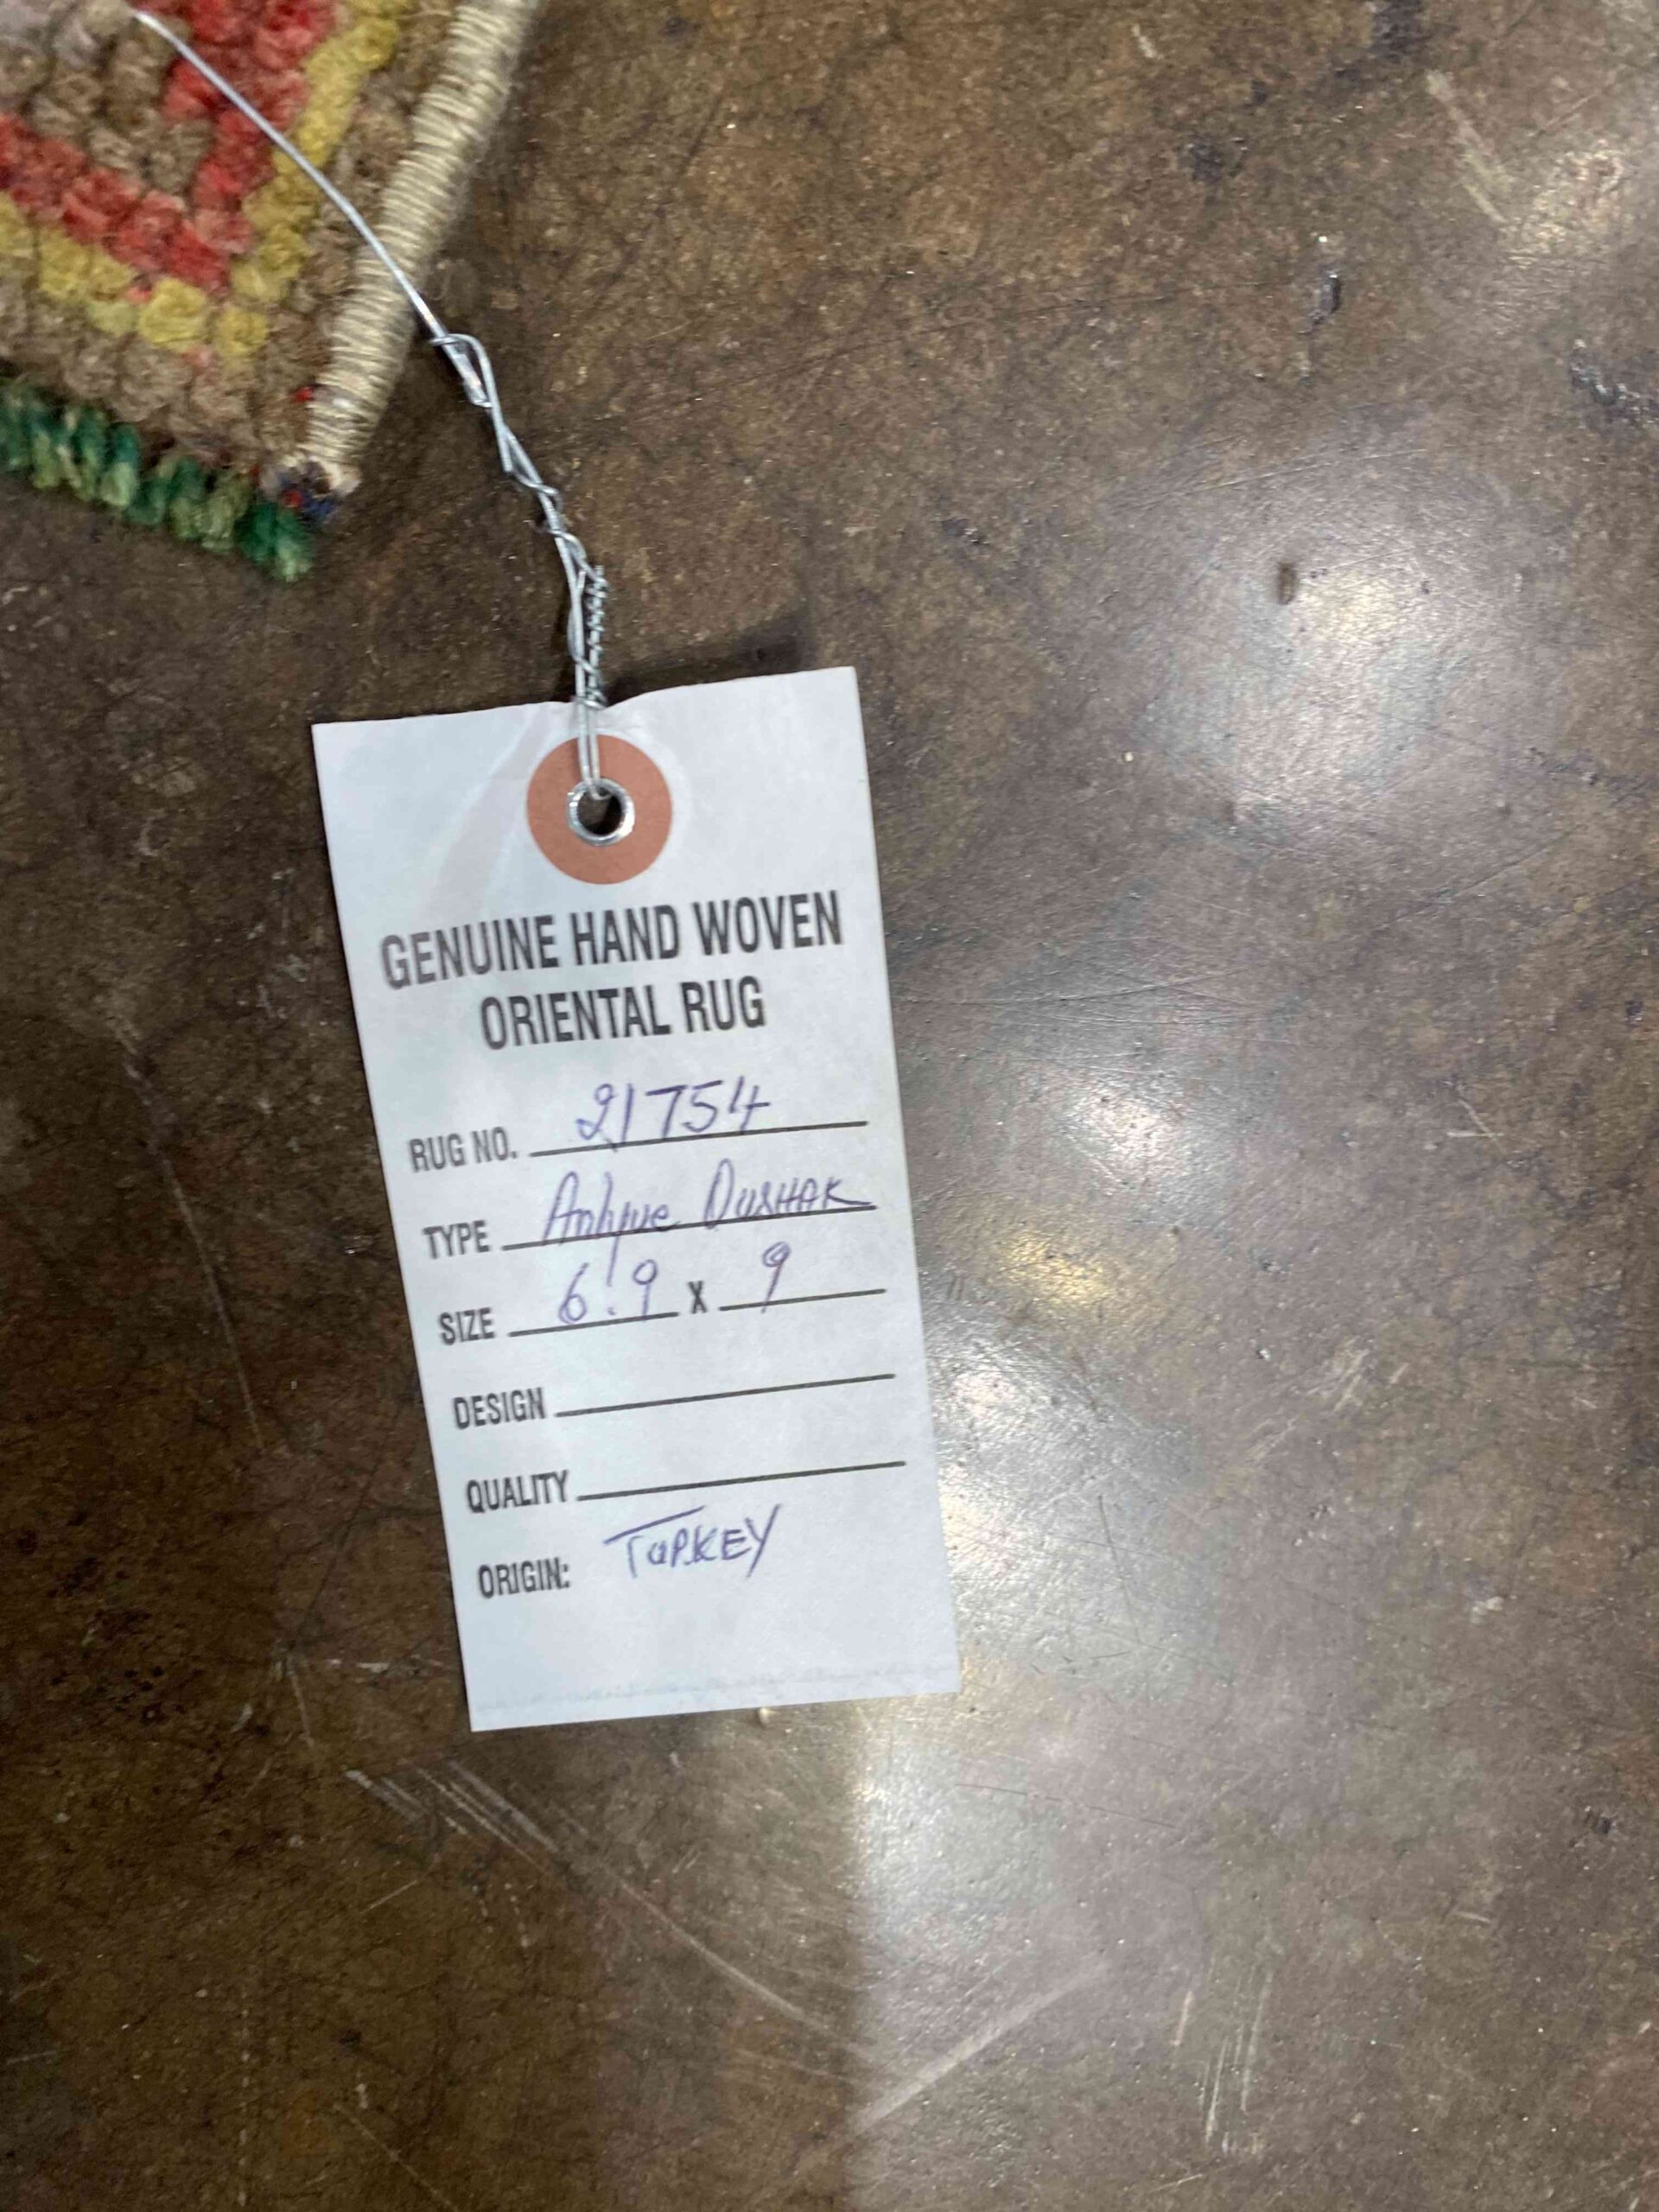 GENUINE HAND WOVEN
ORIENTAL RUG
RUG NO. 21754
TYPE Antique OUSHAK
SIZE 6!9 X 9
DESIGN
QUALITY
ORIGIN: TURKEY